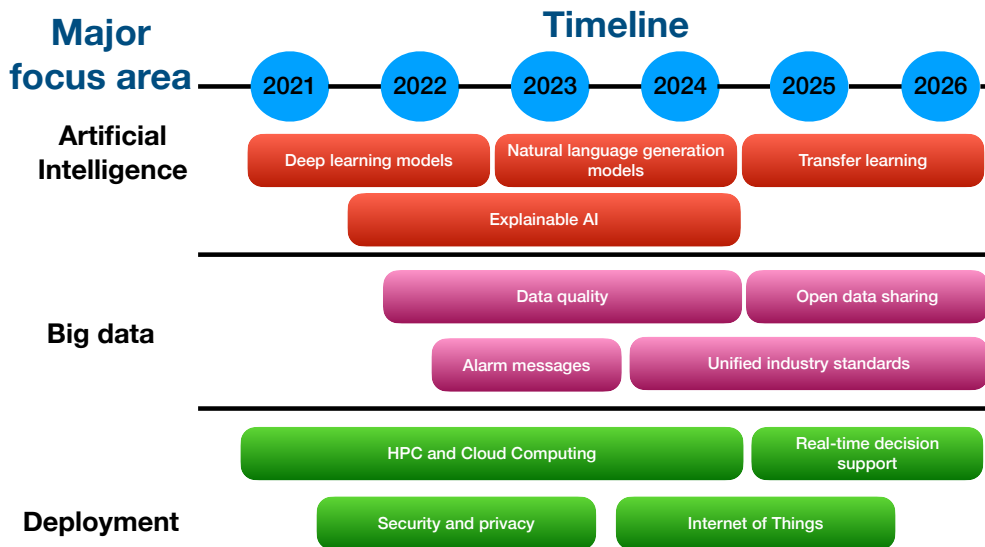 Major
focus area
Timeline
2021
2022
2023
2024
2025
2026
Artificial
Intelligence
Deep learning models
Natural language generation
models
Transfer learning
Explainable AI
Big data
Data quality
Open data sharing
Alarm messages
Unified industry standards
Deployment
HPC and Cloud Computing
Real-time decision
support
Security and privacy
Internet of Things